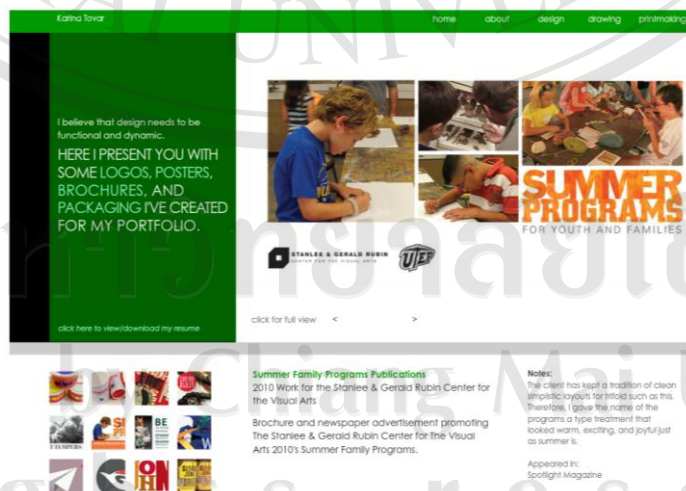 Karina Tovar
home about design drawing printmaking
I believe that design needs to be
functional and dynamic.
HERE I PRESENT YOU WITH
SOME LOGOS, POSTERS,
BROCHURES, AND
PACKAGING I'VE CREATED
FOR MY PORTFOLIO.
click here to view/download my resume
SUMMER
PROGRAMS
FOR YOUTH AND FAMILIES
STANLEE & GERALD RUBIN
CENTER FOR THE VISUAL ARTS
UTEP
click for full view < >
Summer Family Programs Publications
2010 Work for the Stanlee & Gerald Rubin Center for
the Visual Arts
Brochure and newspaper advertisement promoting
The Stanlee & Gerald Rubin Center for The Visual
Arts 2010's Summer Family Programs.
Notes:
The client has kept a tradition of clean
simplistic layouts for trifold such as this.
Therefore, I gave the name of the
programs a type treatment that
looked warm, exciting, and joyful just
as summer is.
Appeared in:
Spotlight Magazine
by Chiang Mai